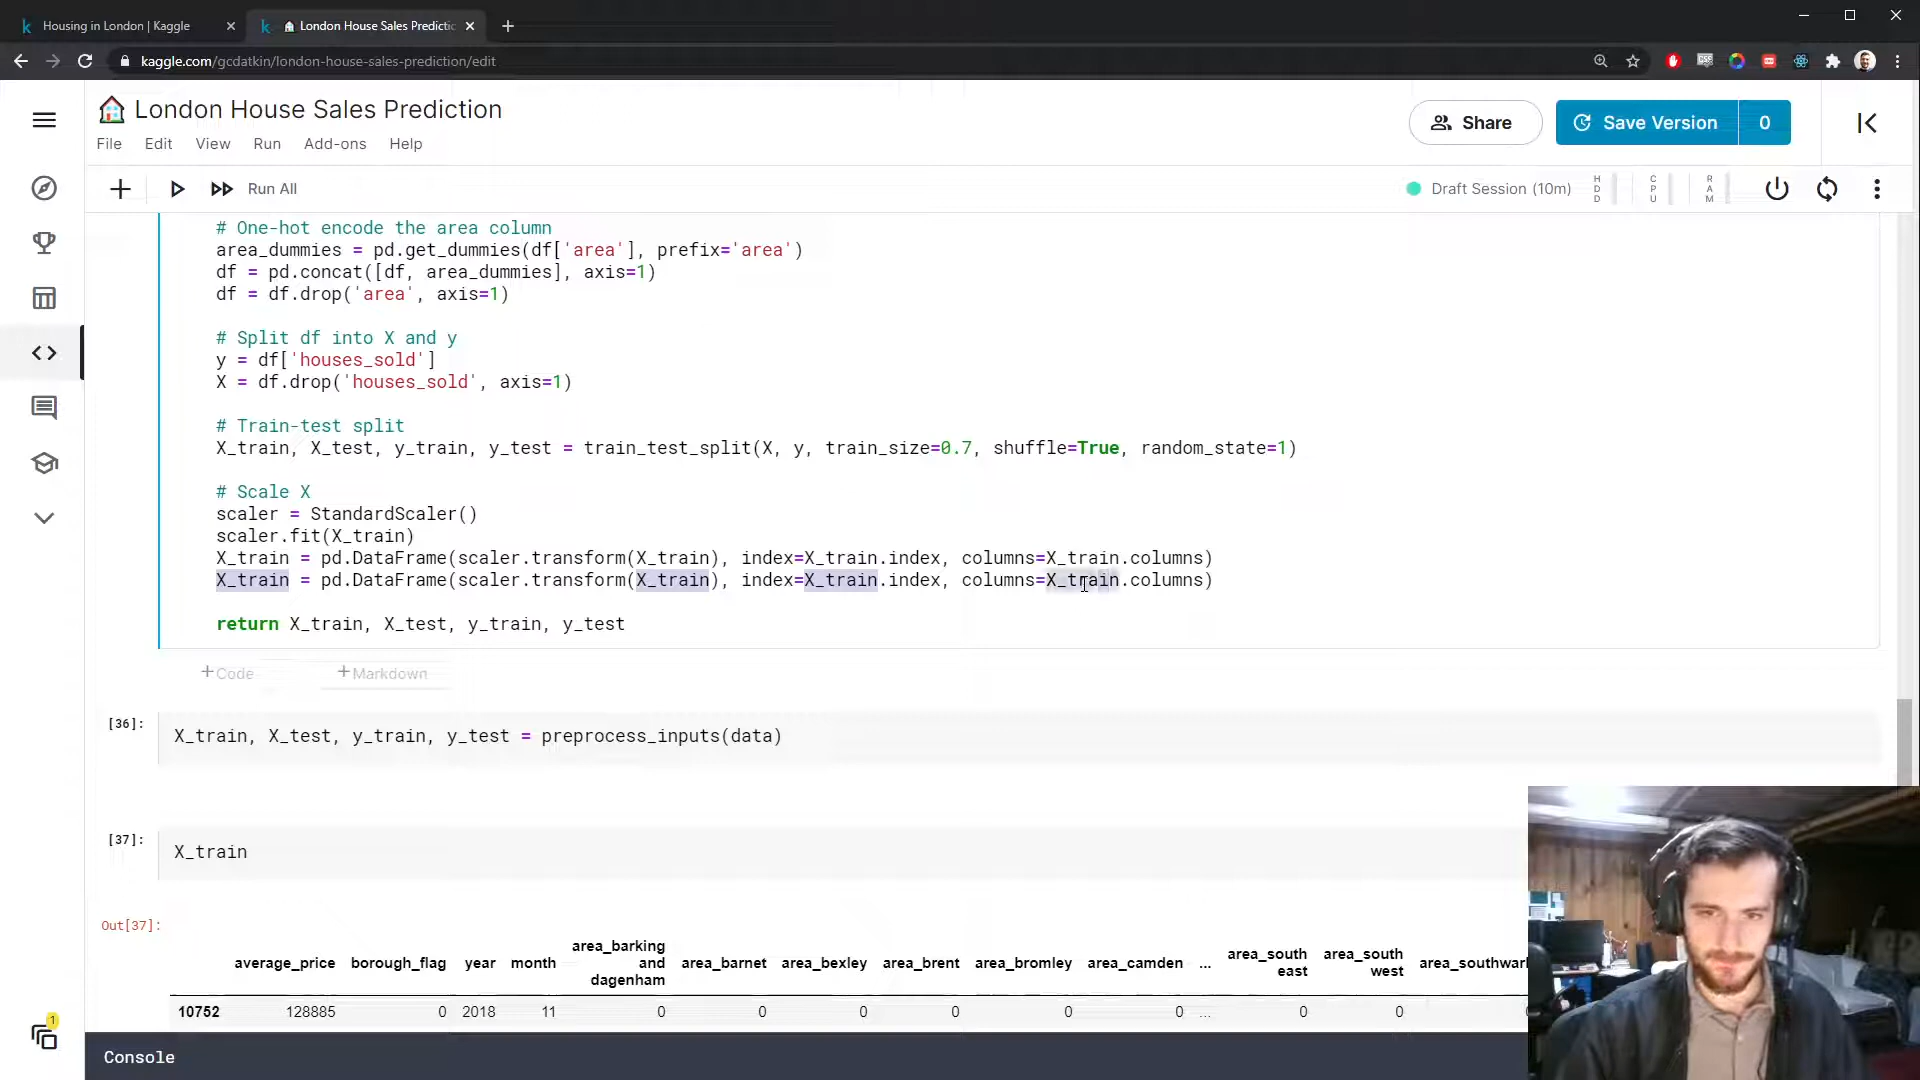 Housing in London | Kaggle
London House Sales Predictic
kaggle.com/gcdatkin/london-house-sales-prediction/edit
London House Sales Prediction
Share
Save Version
0
File Edit View Run Add-ons Help
Run All
Draft Session (10m)
HDD
CPU
RAM
# One-hot encode the area column
area_dummies = pd.get_dummies(df['area'], prefix='area')
df = pd.concat([df, area_dummies], axis=1)
df = df.drop('area', axis=1)
# Split df into X and y
y = df['houses_sold']
X = df.drop('houses_sold', axis=1)
# Train-test split
X_train, X_test, y_train, y_test = train_test_split(X, y, train_size=0.7, shuffle=True, random_state=1)
# Scale X
scaler = StandardScaler()
scaler.fit(X_train)
X_train = pd.DataFrame(scaler.transform(X_train), index=X_train.index, columns=X_train.columns)
X_train = pd.DataFrame(scaler.transform(X_train), index=X_train.index, columns=X_train.columns)
return X_train, X_test, y_train, y_test
+Code +Markdown
[36]:
X_train, X_test, y_train, y_test = preprocess_inputs(data)
[37]:
X_train
Out[37]:
average_price borough_flag year month area_barking and dagenham area_barnet area_bexley area_brent area_bromley area_camden ... area_south east area_south west area_southwar
10752 128885 0 2018 11 0 0 0 0 0 0 ... 0 0
1
Console